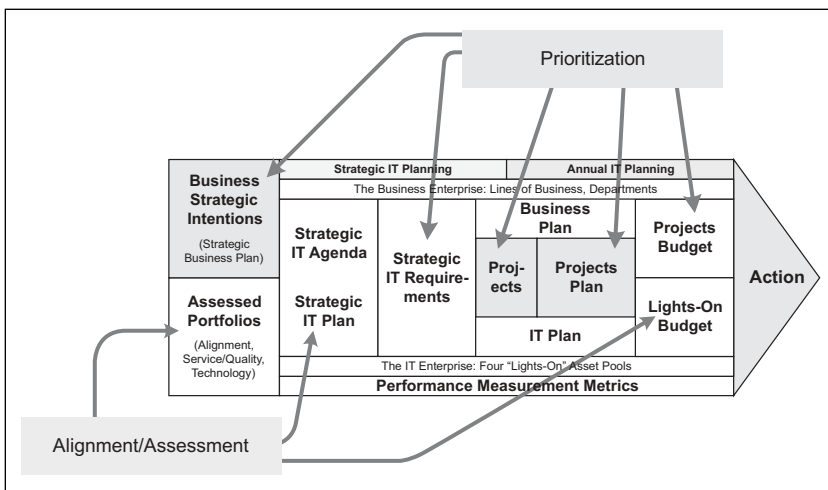 Prioritization
Strategic IT Planning
Annual IT Planning
The Business Enterprise: Lines of Business, Departments
Business
Strategic
Intentions
(Strategic
Business Plan)
Assessed
Portfolios
(Alignment,
Service/Quality,
Technology)
Strategic
IT Agenda
Strategic
IT Plan
Strategic
IT Require-
ments
Business
Plan
Proj-
ects
Projects
Plan
IT Plan
Projects
Budget
Lights-On
Budget
Action
The IT Enterprise: Four “Lights-On” Asset Pools
Performance Measurement Metrics
Alignment/Assessment